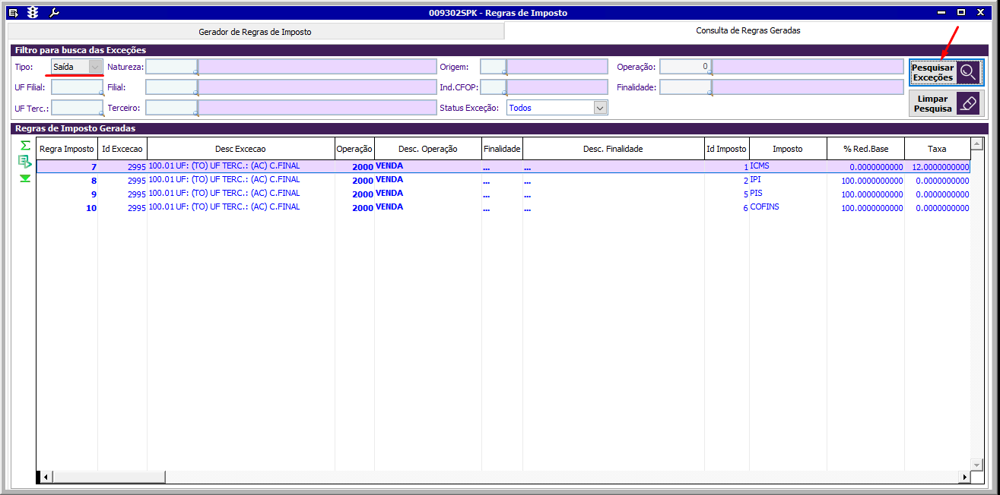 009302SPK - Regras de Imposto
Gerador de Regras de Imposto Consulta de Regras Geradas
Filtro para busca das Exceções
Tipo: Saída Natureza: Origem: Operação: 0 Pesquisar Exceções
UF Filial: Filial: Ind.CFOP: Finalidade:
UF Terc.: Terceiro: Status Exceção: Todos Limpar Pesquisa
Regras de Imposto Geradas
Regra Imposto Id Excecao Desc Excecao Operação Desc. Operação Finalidade Desc. Finalidade Id Imposto Imposto % Red.Base Taxa
7 2995 100.01 UF: (TO) UF TERC.: (AC) C.FINAL 2000 VENDA ... ... 1 ICMS 0.0000000000 12.0000000000
8 2995 100.01 UF: (TO) UF TERC.: (AC) C.FINAL 2000 VENDA ... ... 2 IPI 100.0000000000 0.0000000000
9 2995 100.01 UF: (TO) UF TERC.: (AC) C.FINAL 2000 VENDA ... ... 5 PIS 100.0000000000 0.0000000000
10 2995 100.01 UF: (TO) UF TERC.: (AC) C.FINAL 2000 VENDA ... ... 6 COFINS 100.0000000000 0.0000000000